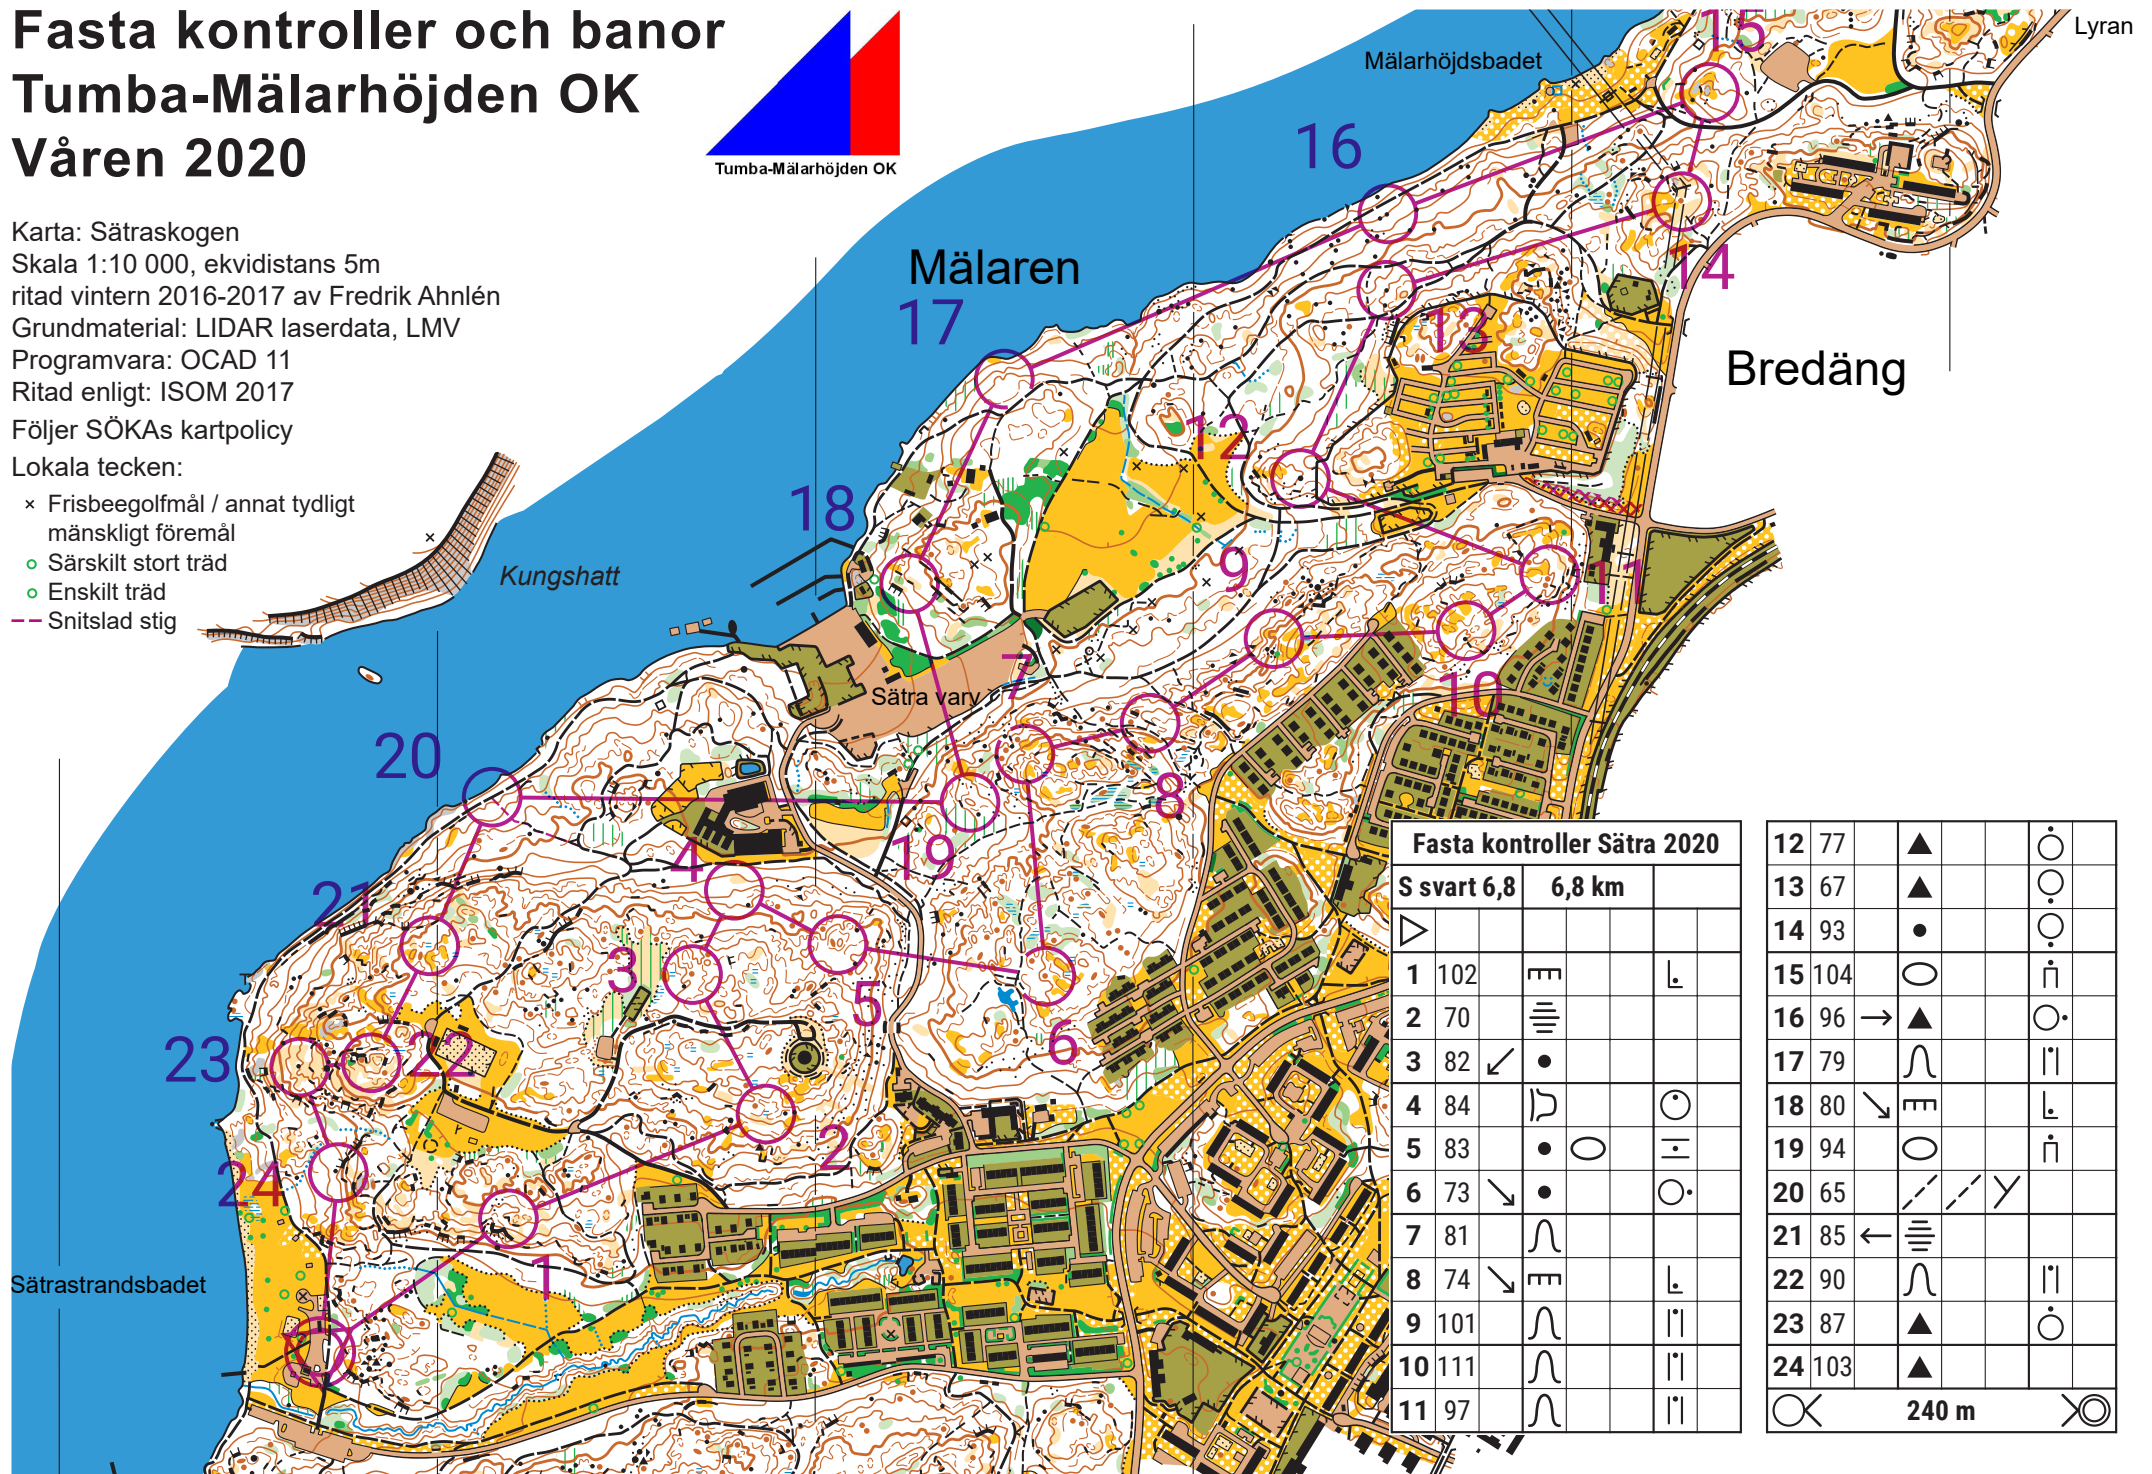 Fasta kontroller och banor
Tumba-Mälarhöjden OK
Våren 2020
Tumba-Mälarhöjden OK
Karta: Sätraskogen
Skala 1:10 000, ekvidistans 5m
ritad vintern 2016-2017 av Fredrik Ahnlén
Grundmaterial: LIDAR laserdata, LMV
Programvara: OCAD 11
Ritad enligt: ISOM 2017
Följer SÖKAs kartpolicy
Lokala tecken:
× Frisbeegolfmål / annat tydligt
mänskligt föremål
Särskilt stort träd
Enskilt träd
Snitslad stig
Lyran
Mälarhöjdsbadet
15
16
Mälaren
14
17
13
Bredäng
12
18
9
11
Kungshatt
7
Sätra varv
10
20
8
4
19
21
3
5
6
23
22
2
24
1
Sätrastrandsbadet
Fasta kontroller Sätra 2020
S svart 6,8 6,8 km
1 102
2 70
3 82
4 84
5 83
6 73
7 81
8 74
9 101
10 111
11 97
12 77
13 67
14 93
15 104
16 96
17 79
18 80
19 94
20 65
21 85
22 90
23 87
24 103
240 m